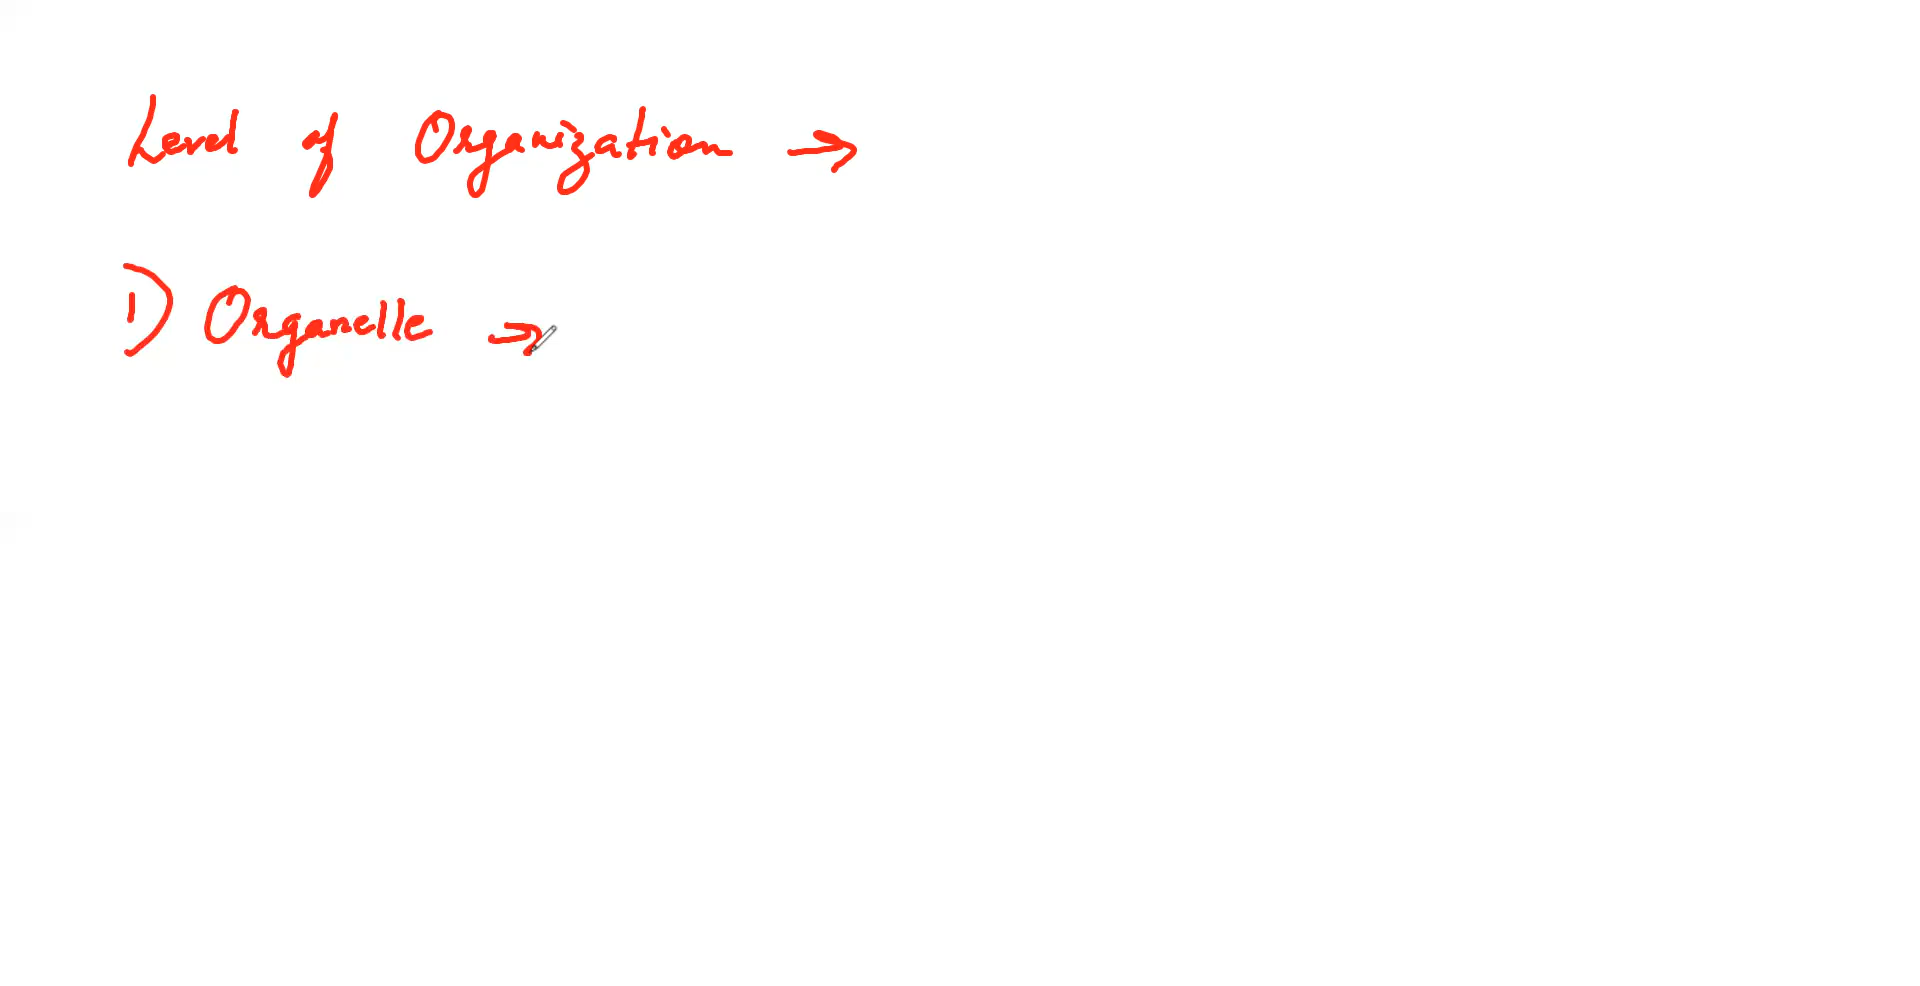 Level of Organization →
1) Organelle →